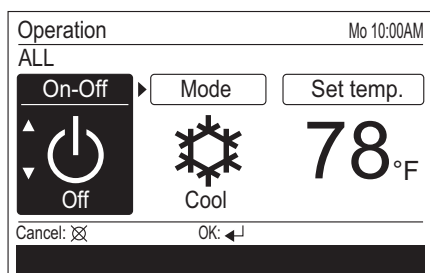 Operation Mo 10:00AM
ALL
On-Off Mode Set temp.
78°F
Off Cool
Cancel: OK: